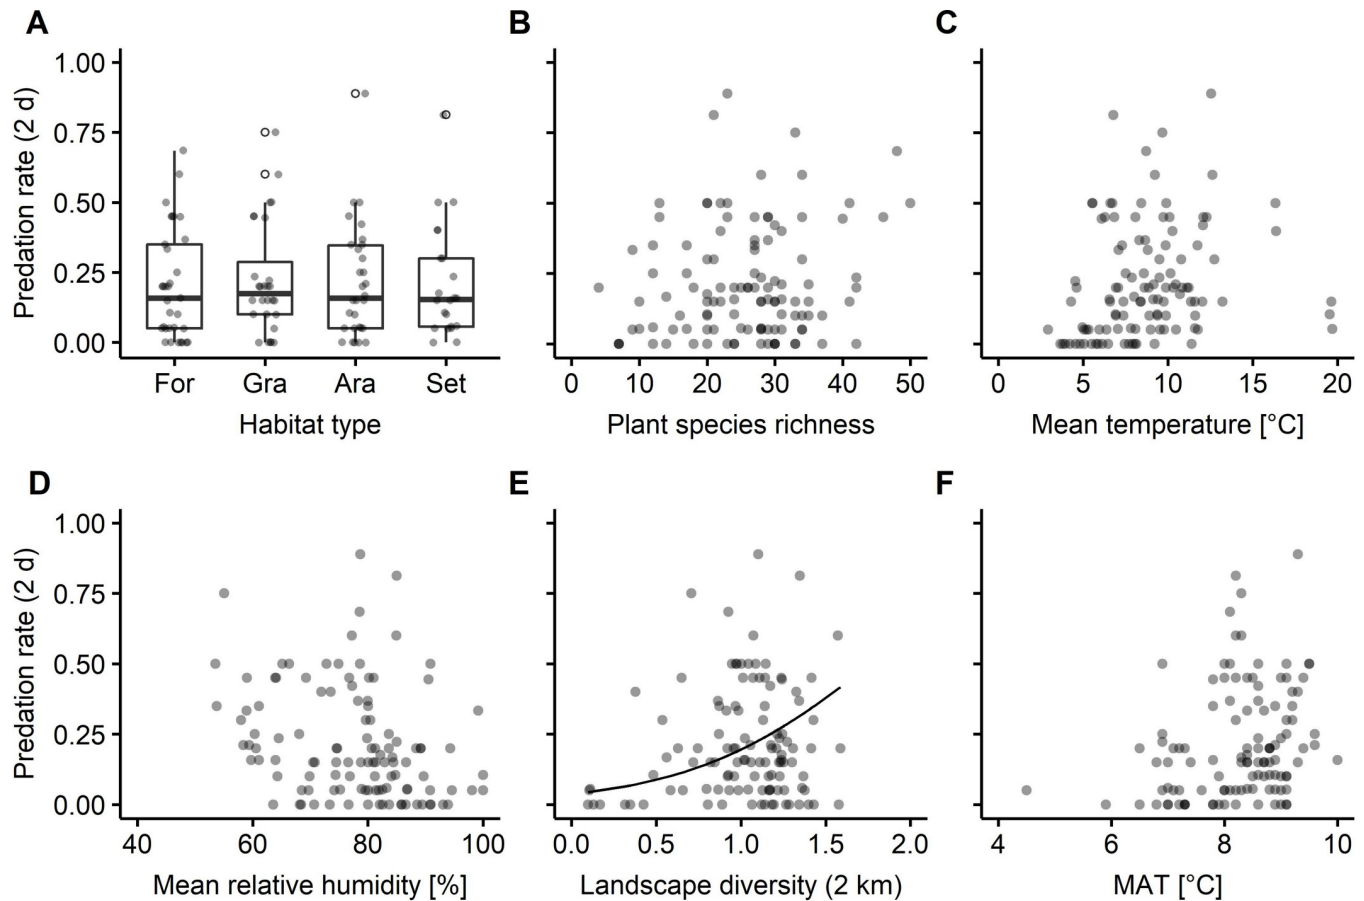 A
Predation rate (2 d)
1.00
0.75
0.50
0.25
0.00
For Gra Ara Set
Habitat type
B
0 10 20 30 40 50
Plant species richness
C
0 5 10 15 20
Mean temperature [°C]
D
Predation rate (2 d)
1.00
0.75
0.50
0.25
0.00
40 60 80 100
Mean relative humidity [%]
E
0.0 0.5 1.0 1.5 2.0
Landscape diversity (2 km)
F
4 6 8 10
MAT [°C]